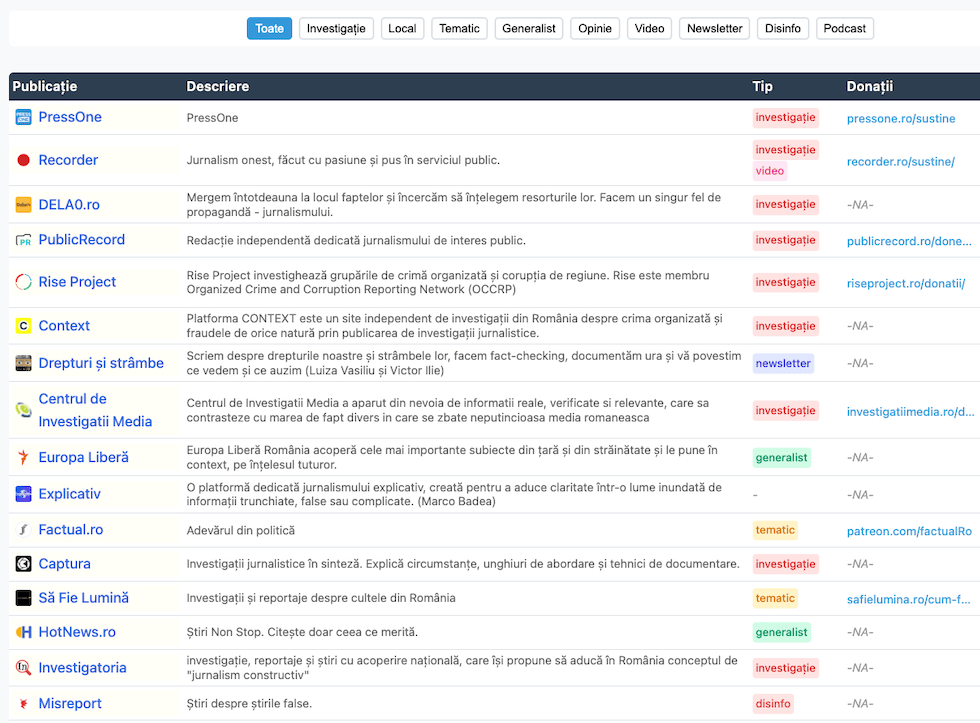 Toate Investigație Local Tematic Generalist Opinie Video Newsletter Disinfo Podcast
Publicație Descriere Tip Donații
PressOne PressOne investigație pressone.ro/sustine
Recorder Jurnalism onest, făcut cu pasiune și pus în serviciul public. investigație recorder.ro/sustine/
video
DELA0.ro Mergem întotdeauna la locul faptelor și încercăm să înțelegem resorturile lor. Facem un singur fel de investigație -NA-
propagandă - jurnalismului.
PublicRecord Redacție independentă dedicată jurnalismului de interes public. investigație publicrecord.ro/done...
Rise Project Rise Project investighează grupările de crimă organizată și corupția de regiune. Rise este membru investigație riseproject.ro/donatii/
Organized Crime and Corruption Reporting Network (OCCRP)
Context Platforma CONTEXT este un site independent de investigații din România despre crima organizată și investigație -NA-
fraudele de orice natură prin publicarea de investigații jurnalistice.
Drepturi și strâmbe Scriem despre drepturile noastre și strâmbele lor, facem fact-checking, documentăm ura și vă povestim newsletter -NA-
ce vedem și ce auzim (Luiza Vasiliu și Victor Ilie)
Centrul de Investigatii Media Centrul de Investigatii Media a aparut din nevoia de informatii reale, verificate si relevante, care sa investigație investigatiimedia.ro/d...
contrasteze cu marea de fapt divers in care se zbate neputincioasa media romaneasca
Europa Liberă Europa Liberă România acoperă cele mai importante subiecte din țară și din străinătate și le pune în generalist -NA-
context, pe înțelesul tuturor.
Explicativ O platformă dedicată jurnalismului explicativ, creată pentru a aduce claritate într-o lume inundată de - -NA-
informații trunchiate, false sau complicate. (Marco Badea)
Factual.ro Adevărul din politică tematic patreon.com/factualRo
Captura Investigații jurnalistice în sinteză. Explică circumstanțe, unghiuri de abordare și tehnici de documentare. investigație -NA-
Să Fie Lumină Investigații și reportaje despre cultele din România tematic safielumina.ro/cum-f...
HotNews.ro Știri Non Stop. Citește doar ceea ce merită. generalist -NA-
Investigatoria investigație, reportaje și știri cu acoperire națională, care își propune să aducă în România conceptul de investigație -NA-
"jurnalism constructiv"
Misreport Știri despre știrile false. disinfo -NA-